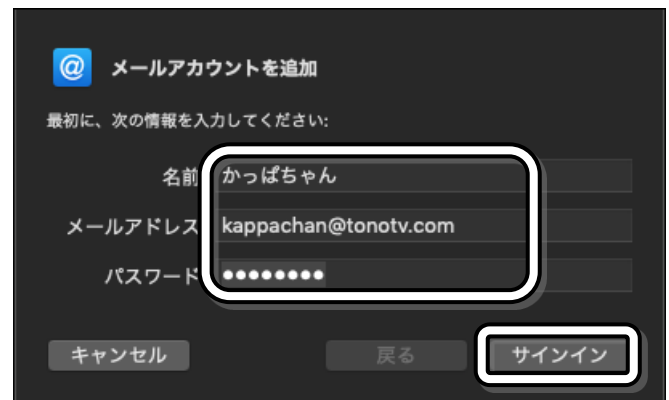 @ メールアカウントを追加
最初に、次の情報を入力してください:
名前 かっぱちゃん
メールアドレス kappachan@tonotv.com
パスワード ●●●●●●●●
キャンセル 戻る サインイン